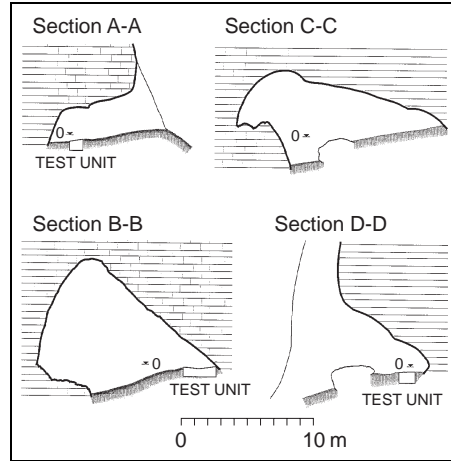 Section A-A
Section C-C
0
0
TEST UNIT
Section B-B
Section D-D
0
0
TEST UNIT
TEST UNIT
0 10 m